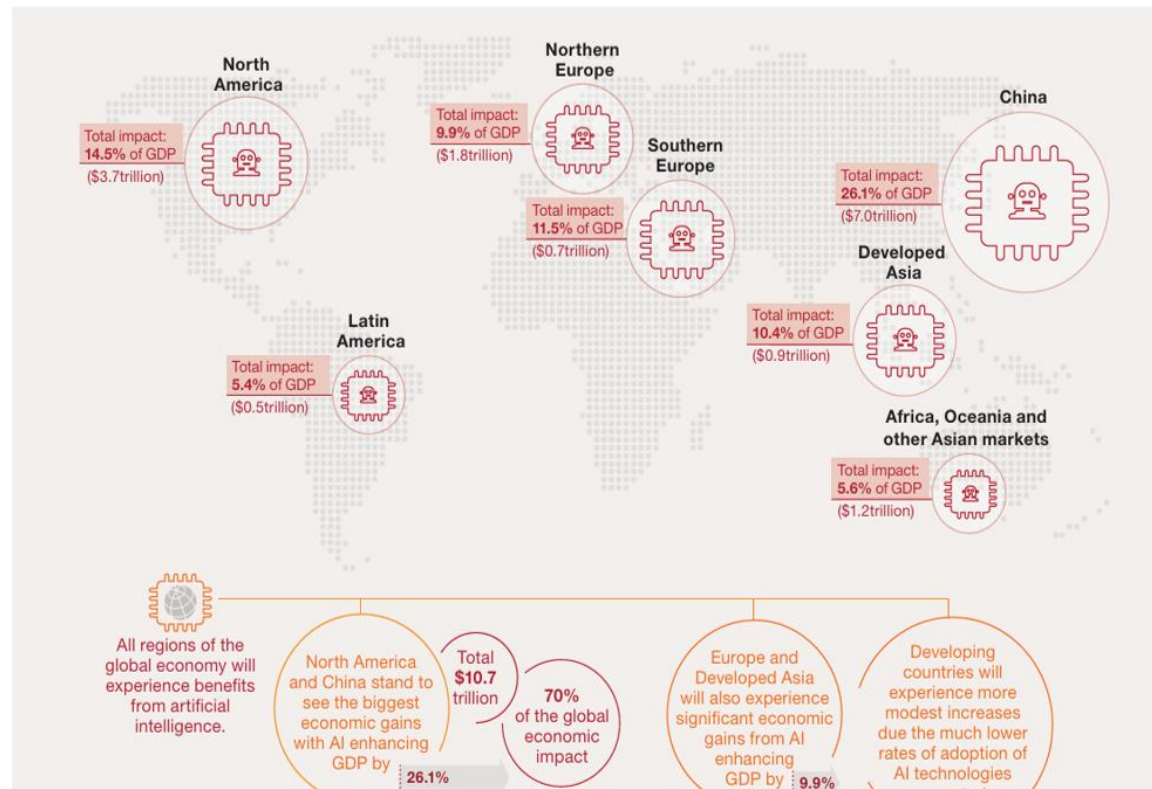 North
America
Total impact:
14.5% of GDP
($3.7trillion)
Northern
Europe
Total impact:
9.9% of GDP
($1.8trillion)
Southern
Europe
Total impact:
11.5% of GDP
($0.7trillion)
China
Total impact:
26.1% of GDP
($7.0trillion)
Developed
Asia
Total impact:
10.4% of GDP
($0.9trillion)
Latin
America
Total impact:
5.4% of GDP
($0.5trillion)
Africa, Oceania and
other Asian markets
Total impact:
5.6% of GDP
($1.2trillion)
All regions of the
global economy will
experience benefits
from artificial
intelligence.
North America
and China stand to
see the biggest
economic gains
with AI enhancing
GDP by
26.1%
Total
$10.7
trillion
70%
of the global
economic
impact
Europe and
Developed Asia
will also experience
significant economic
gains from AI
enhancing
GDP by
9.9%
Developing
countries will
experience more
modest increases
due the much lower
rates of adoption of
AI technologies